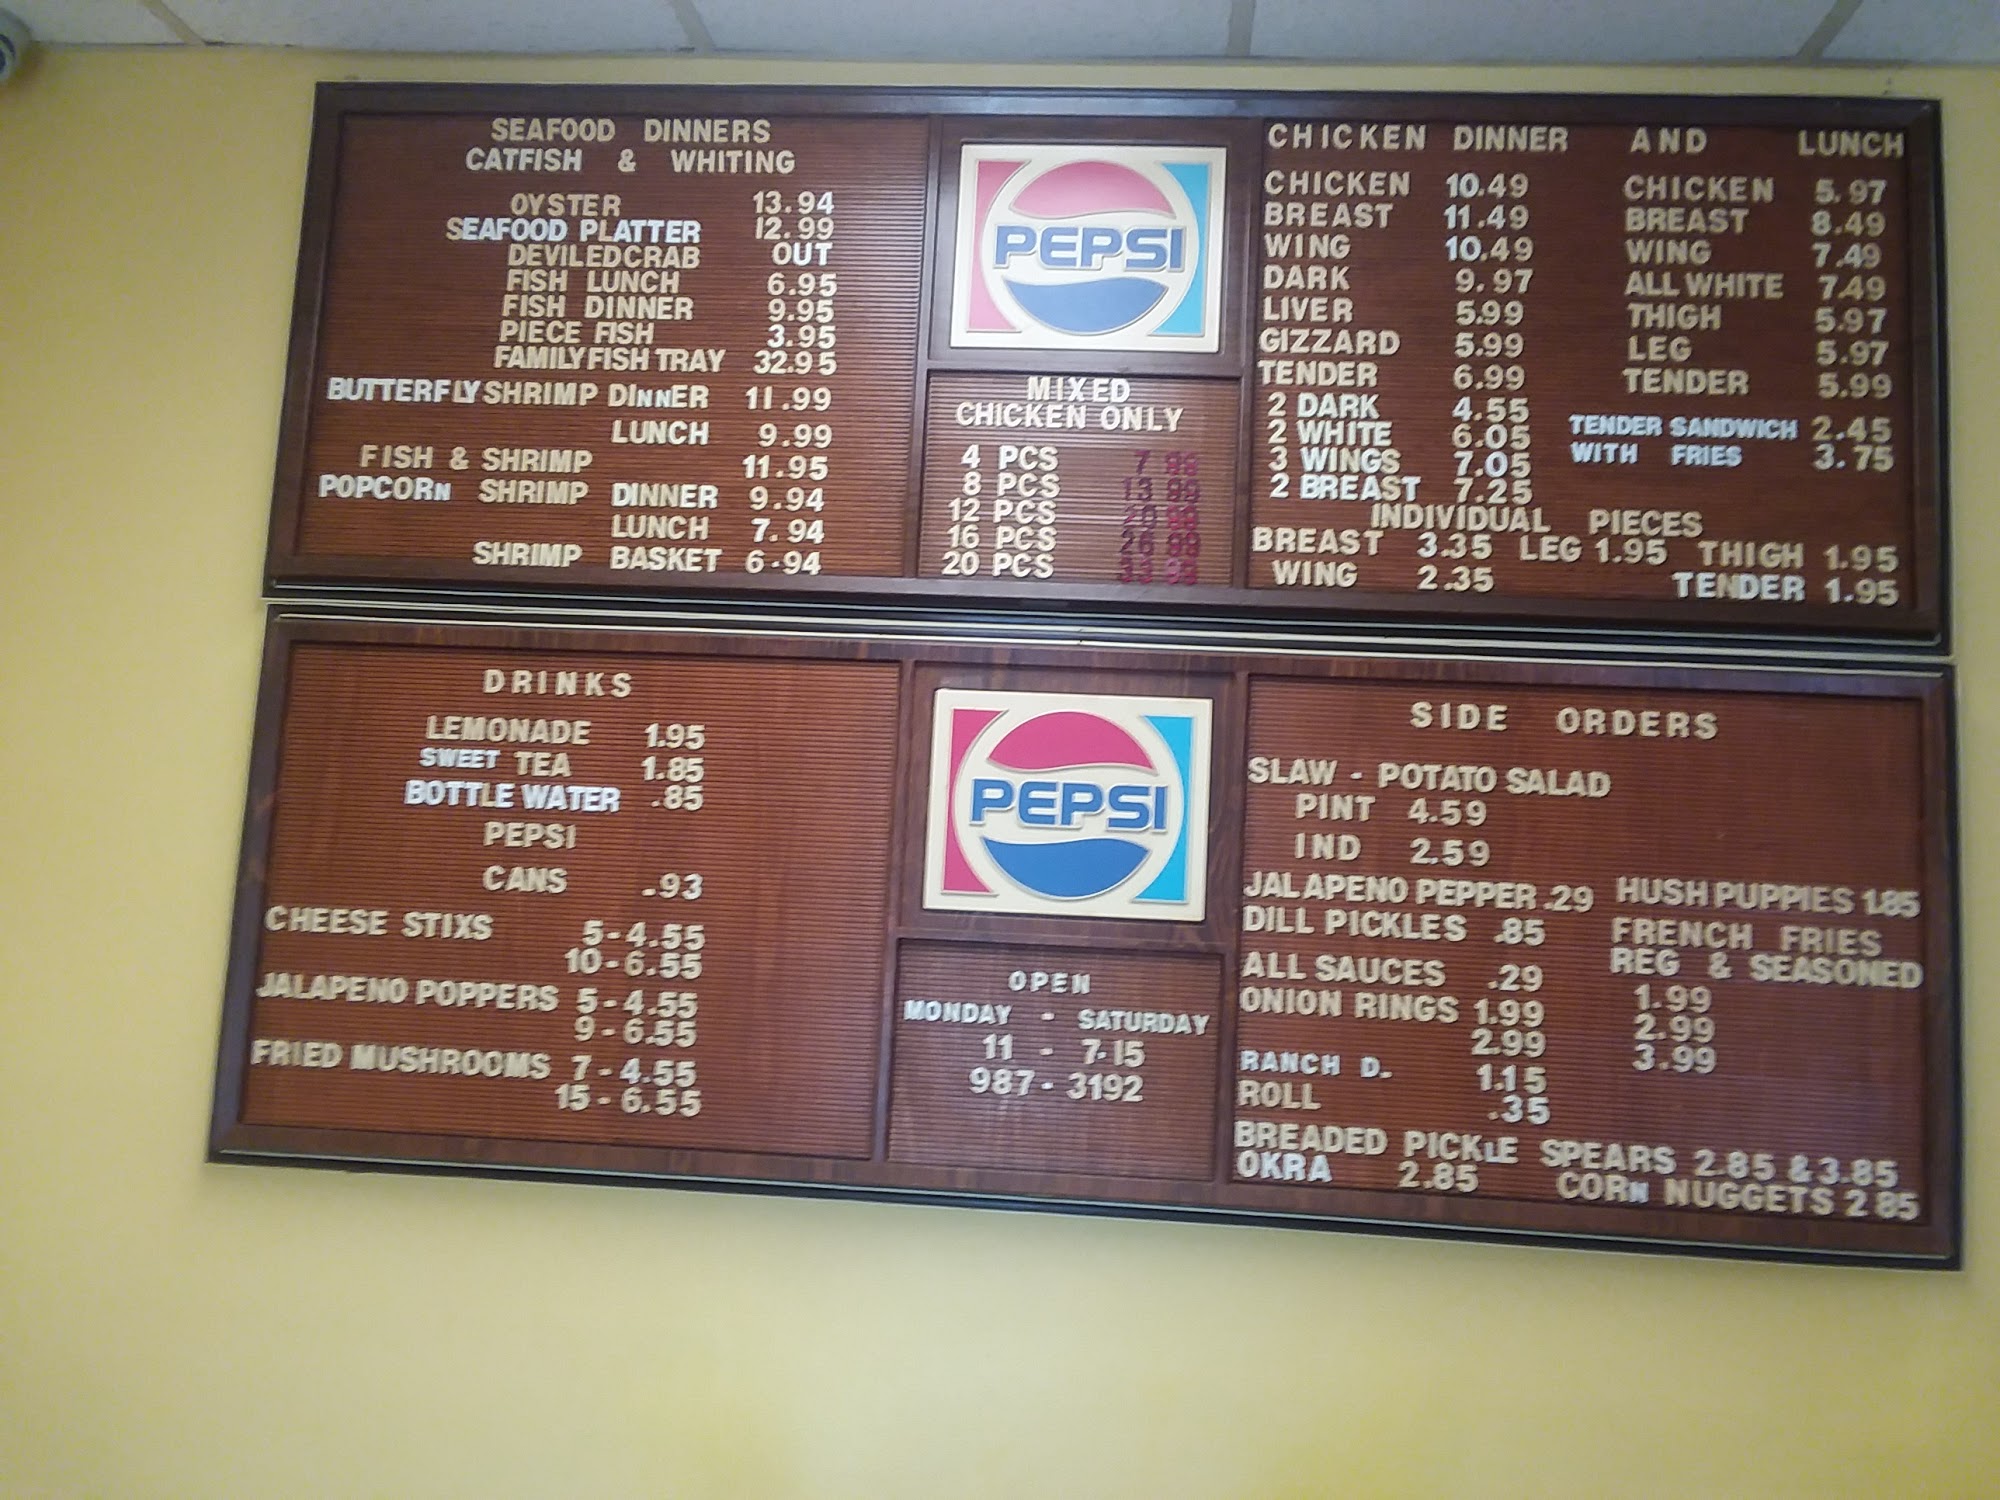 SEAFOOD DINNERS
CATFISH & WHITING
OYSTER 13.94
SEAFOOD PLATTER 12.99
DEVILEDCRAB OUT
FISH LUNCH 6.95
FISH DINNER 9.95
PIECE FISH 3.95
FAMILY FISH TRAY 32.95
BUTTERFLY SHRIMP DINNER 11.99
LUNCH 9.99
FISH & SHRIMP 11.95
POPCORN SHRIMP DINNER 9.94
LUNCH 7.94
SHRIMP BASKET 6.94
PEPSI
MIXED
CHICKEN ONLY
4 PCS
8 PCS
12 PCS
16 PCS
20 PCS
CHICKEN DINNER AND LUNCH
CHICKEN 10.49 CHICKEN 5.97
BREAST 11.49 BREAST 8.49
WING 10.49 WING 7.49
DARK 9.97 ALL WHITE 7.49
LIVER 5.99 THIGH 5.97
GIZZARD 5.99 LEG 5.97
TENDER 6.99 TENDER 5.99
2 DARK 4.55 TENDER SANDWICH 2.45
2 WHITE 6.05 WITH FRIES 3.75
3 WINGS 7.05
2 BREAST 7.25
INDIVIDUAL PIECES
BREAST 3.35 LEG 1.95 THIGH 1.95
WING 2.35 TENDER 1.95
DRINKS
LEMONADE 1.95
SWEET TEA 1.85
BOTTLE WATER .85
PEPSI
CANS .93
CHEESE STIXS 5-4.55
10-6.55
JALAPENO POPPERS 5-4.55
9-6.55
FRIED MUSHROOMS 7-4.55
15-6.55
PEPSI
OPEN
MONDAY - SATURDAY
11 - 7.15
987-3192
SIDE ORDERS
SLAW - POTATO SALAD
PINT 4.59
IND 2.59
JALAPENO PEPPER .29 HUSH PUPPIES 1.85
DILL PICKLES .85 FRENCH FRIES
REG & SEASONED
ALL SAUCES .29 1.99
ONION RINGS 1.99 2.99
2.99 3.99
RANCH D. 1.15
ROLL .35
BREADED PICKLE SPEARS 2.85 & 3.85
OKRA 2.85 CORN NUGGETS 2.85